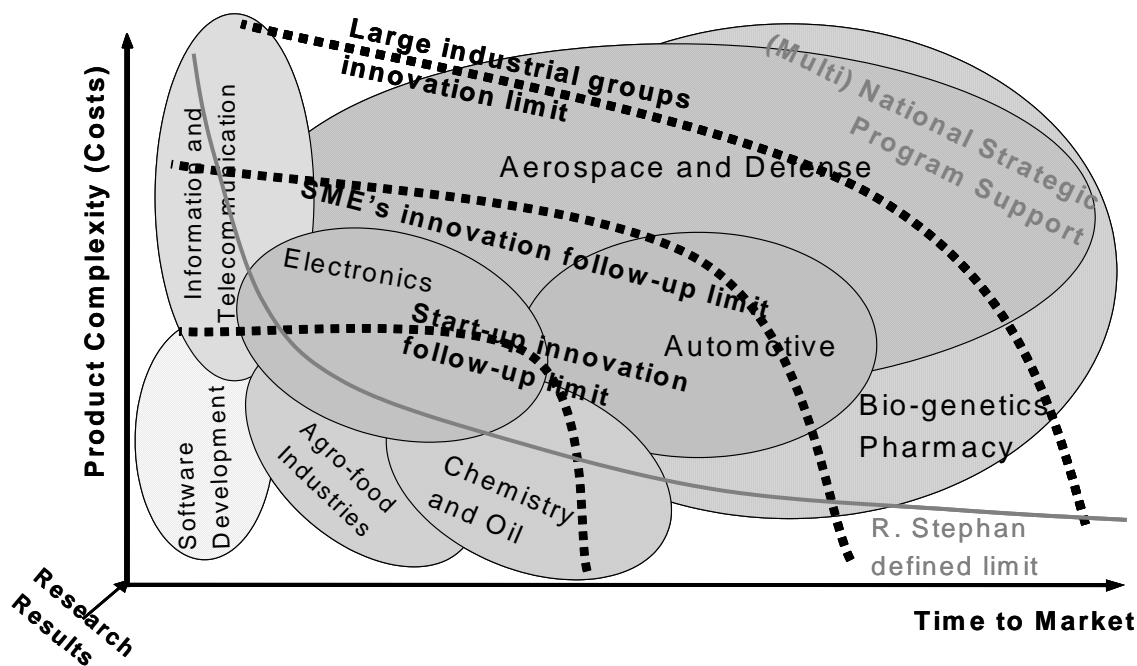 Large industrial groups
innovation limit
(Multi) National Strategic
Program Support
Product Complexity (Costs)
Information and
Telecomunication
Aerospace and Defense
SME's innovation follow-up limit
Electronics
Start-up innovation
follow-up limit
Automotive
Bio-genetics
Pharmacy
Software
Development
Agro-food
Industries
Chemistry
and Oil
R. Stephan
defined limit
Research
Results
Time to Market